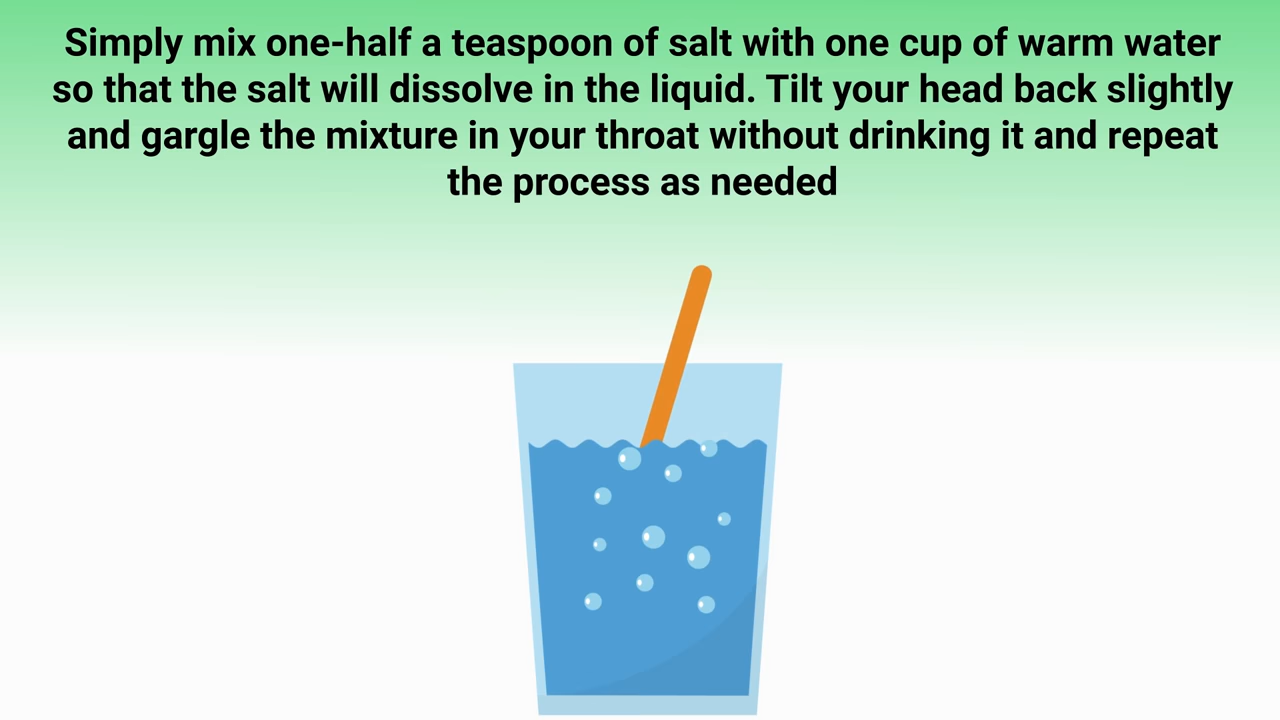 Simply mix one-half a teaspoon of salt with one cup of warm water
so that the salt will dissolve in the liquid. Tilt your head back slightly
and gargle the mixture in your throat without drinking it and repeat
the process as needed